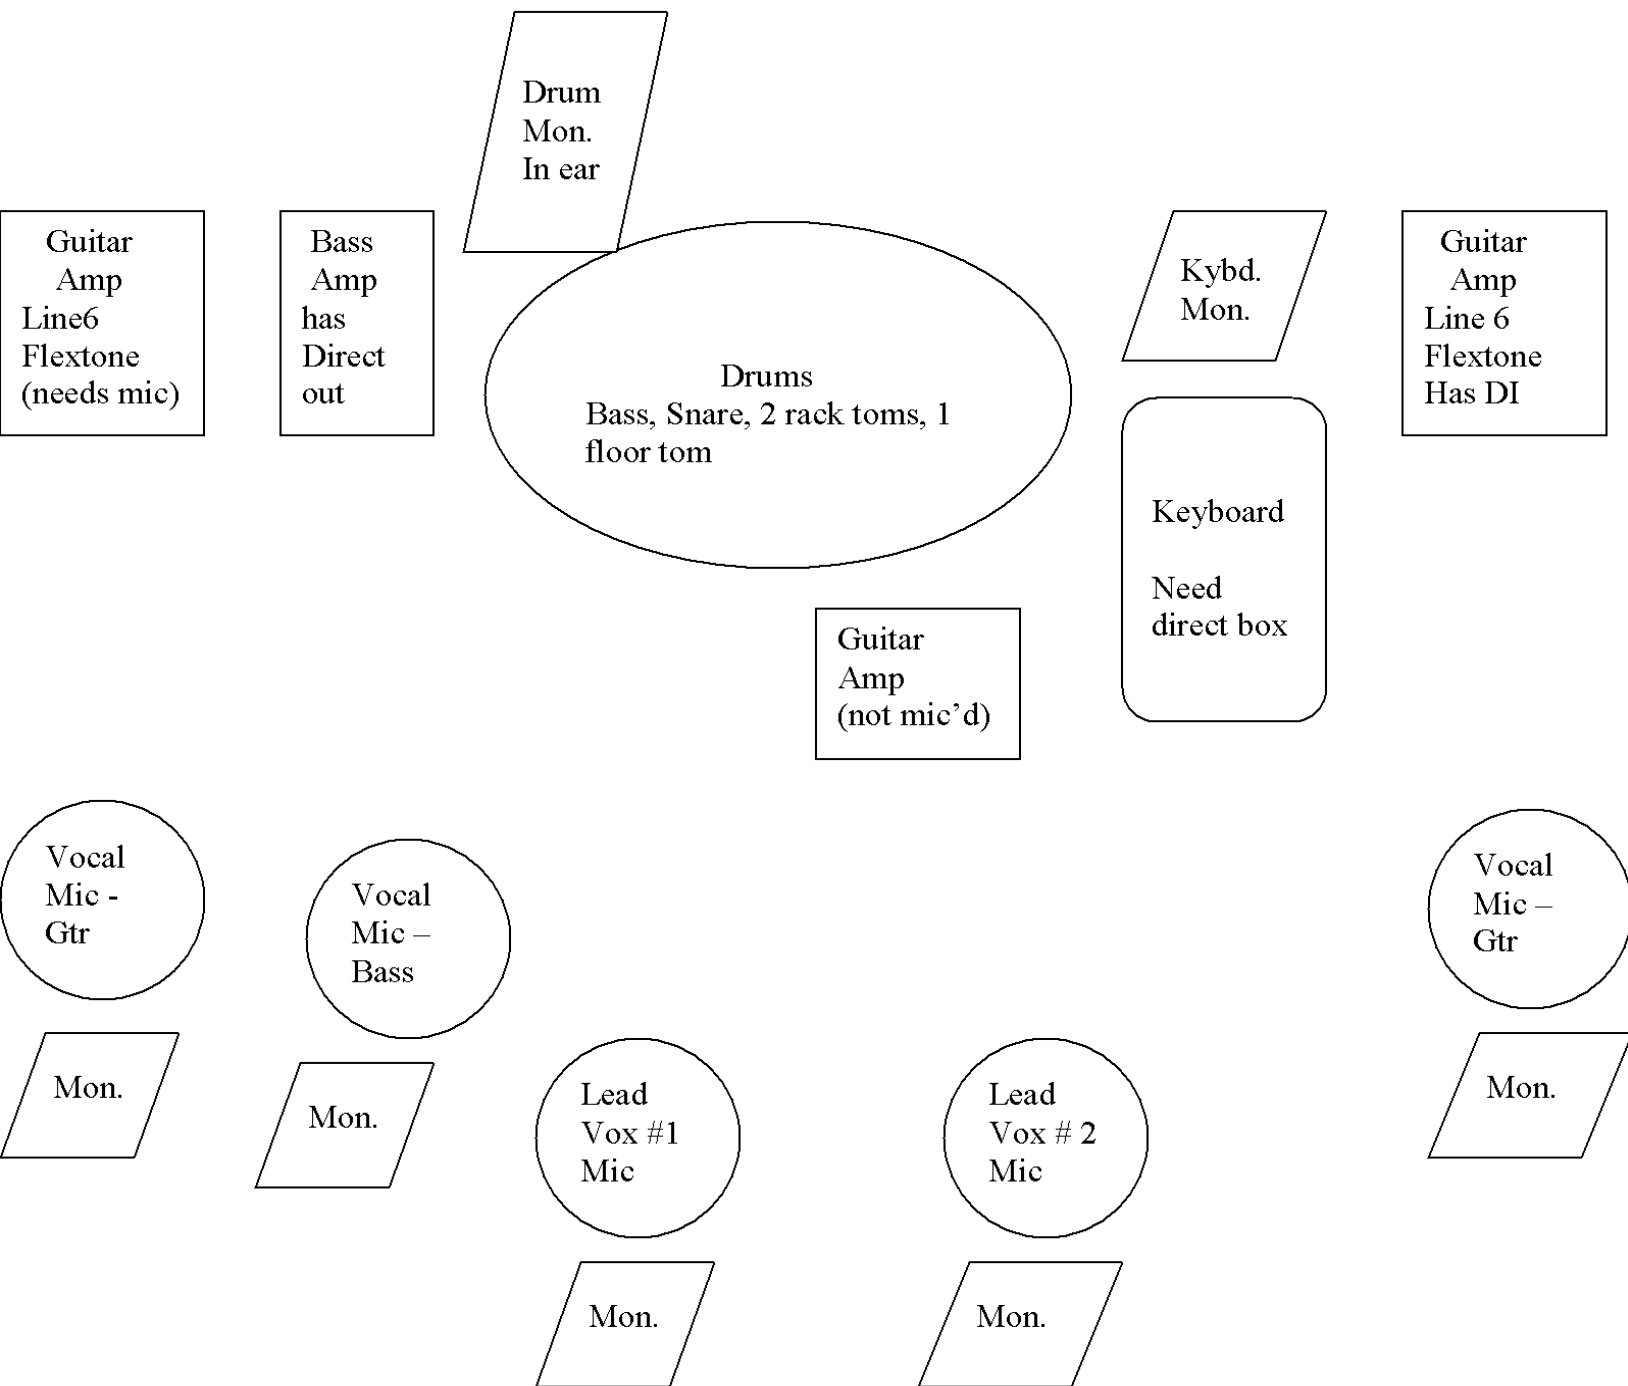 Drum
Mon.
In ear
Guitar
Amp
Line6
Flextone
(needs mic)
Bass
Amp
has
Direct
out
Drums
Bass, Snare, 2 rack toms, 1
floor tom
Kybd.
Mon.
Guitar
Amp
Line 6
Flextone
Has DI
Keyboard
Need
direct box
Guitar
Amp
(not mic’d)
Vocal
Mic -
Gtr
Vocal
Mic –
Bass
Vocal
Mic –
Gtr
Mon.
Mon.
Lead
Vox #1
Mic
Lead
Vox # 2
Mic
Mon.
Mon.
Mon.